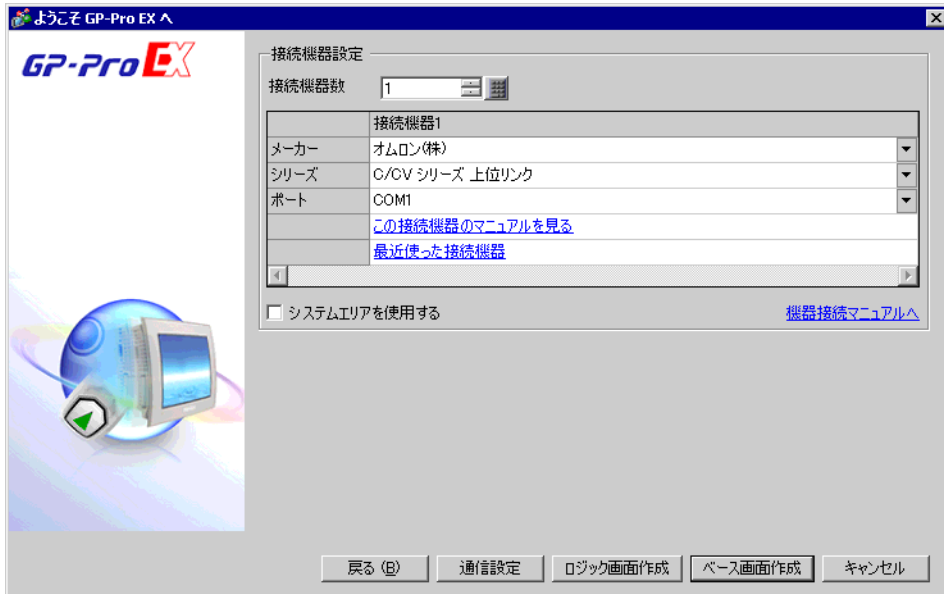 ようこそ GP-Pro EX へ
GP-Pro EX
接続機器設定
接続機器数 1
接続機器1
メーカー オムロン(株)
シリーズ C/CV シリーズ 上位リンク
ポート COM1
この接続機器のマニュアルを見る
最近使った接続機器
システムエリアを使用する 機器接続マニュアルへ
戻る (B) 通信設定 ロジック画面作成 ベース画面作成 キャンセル